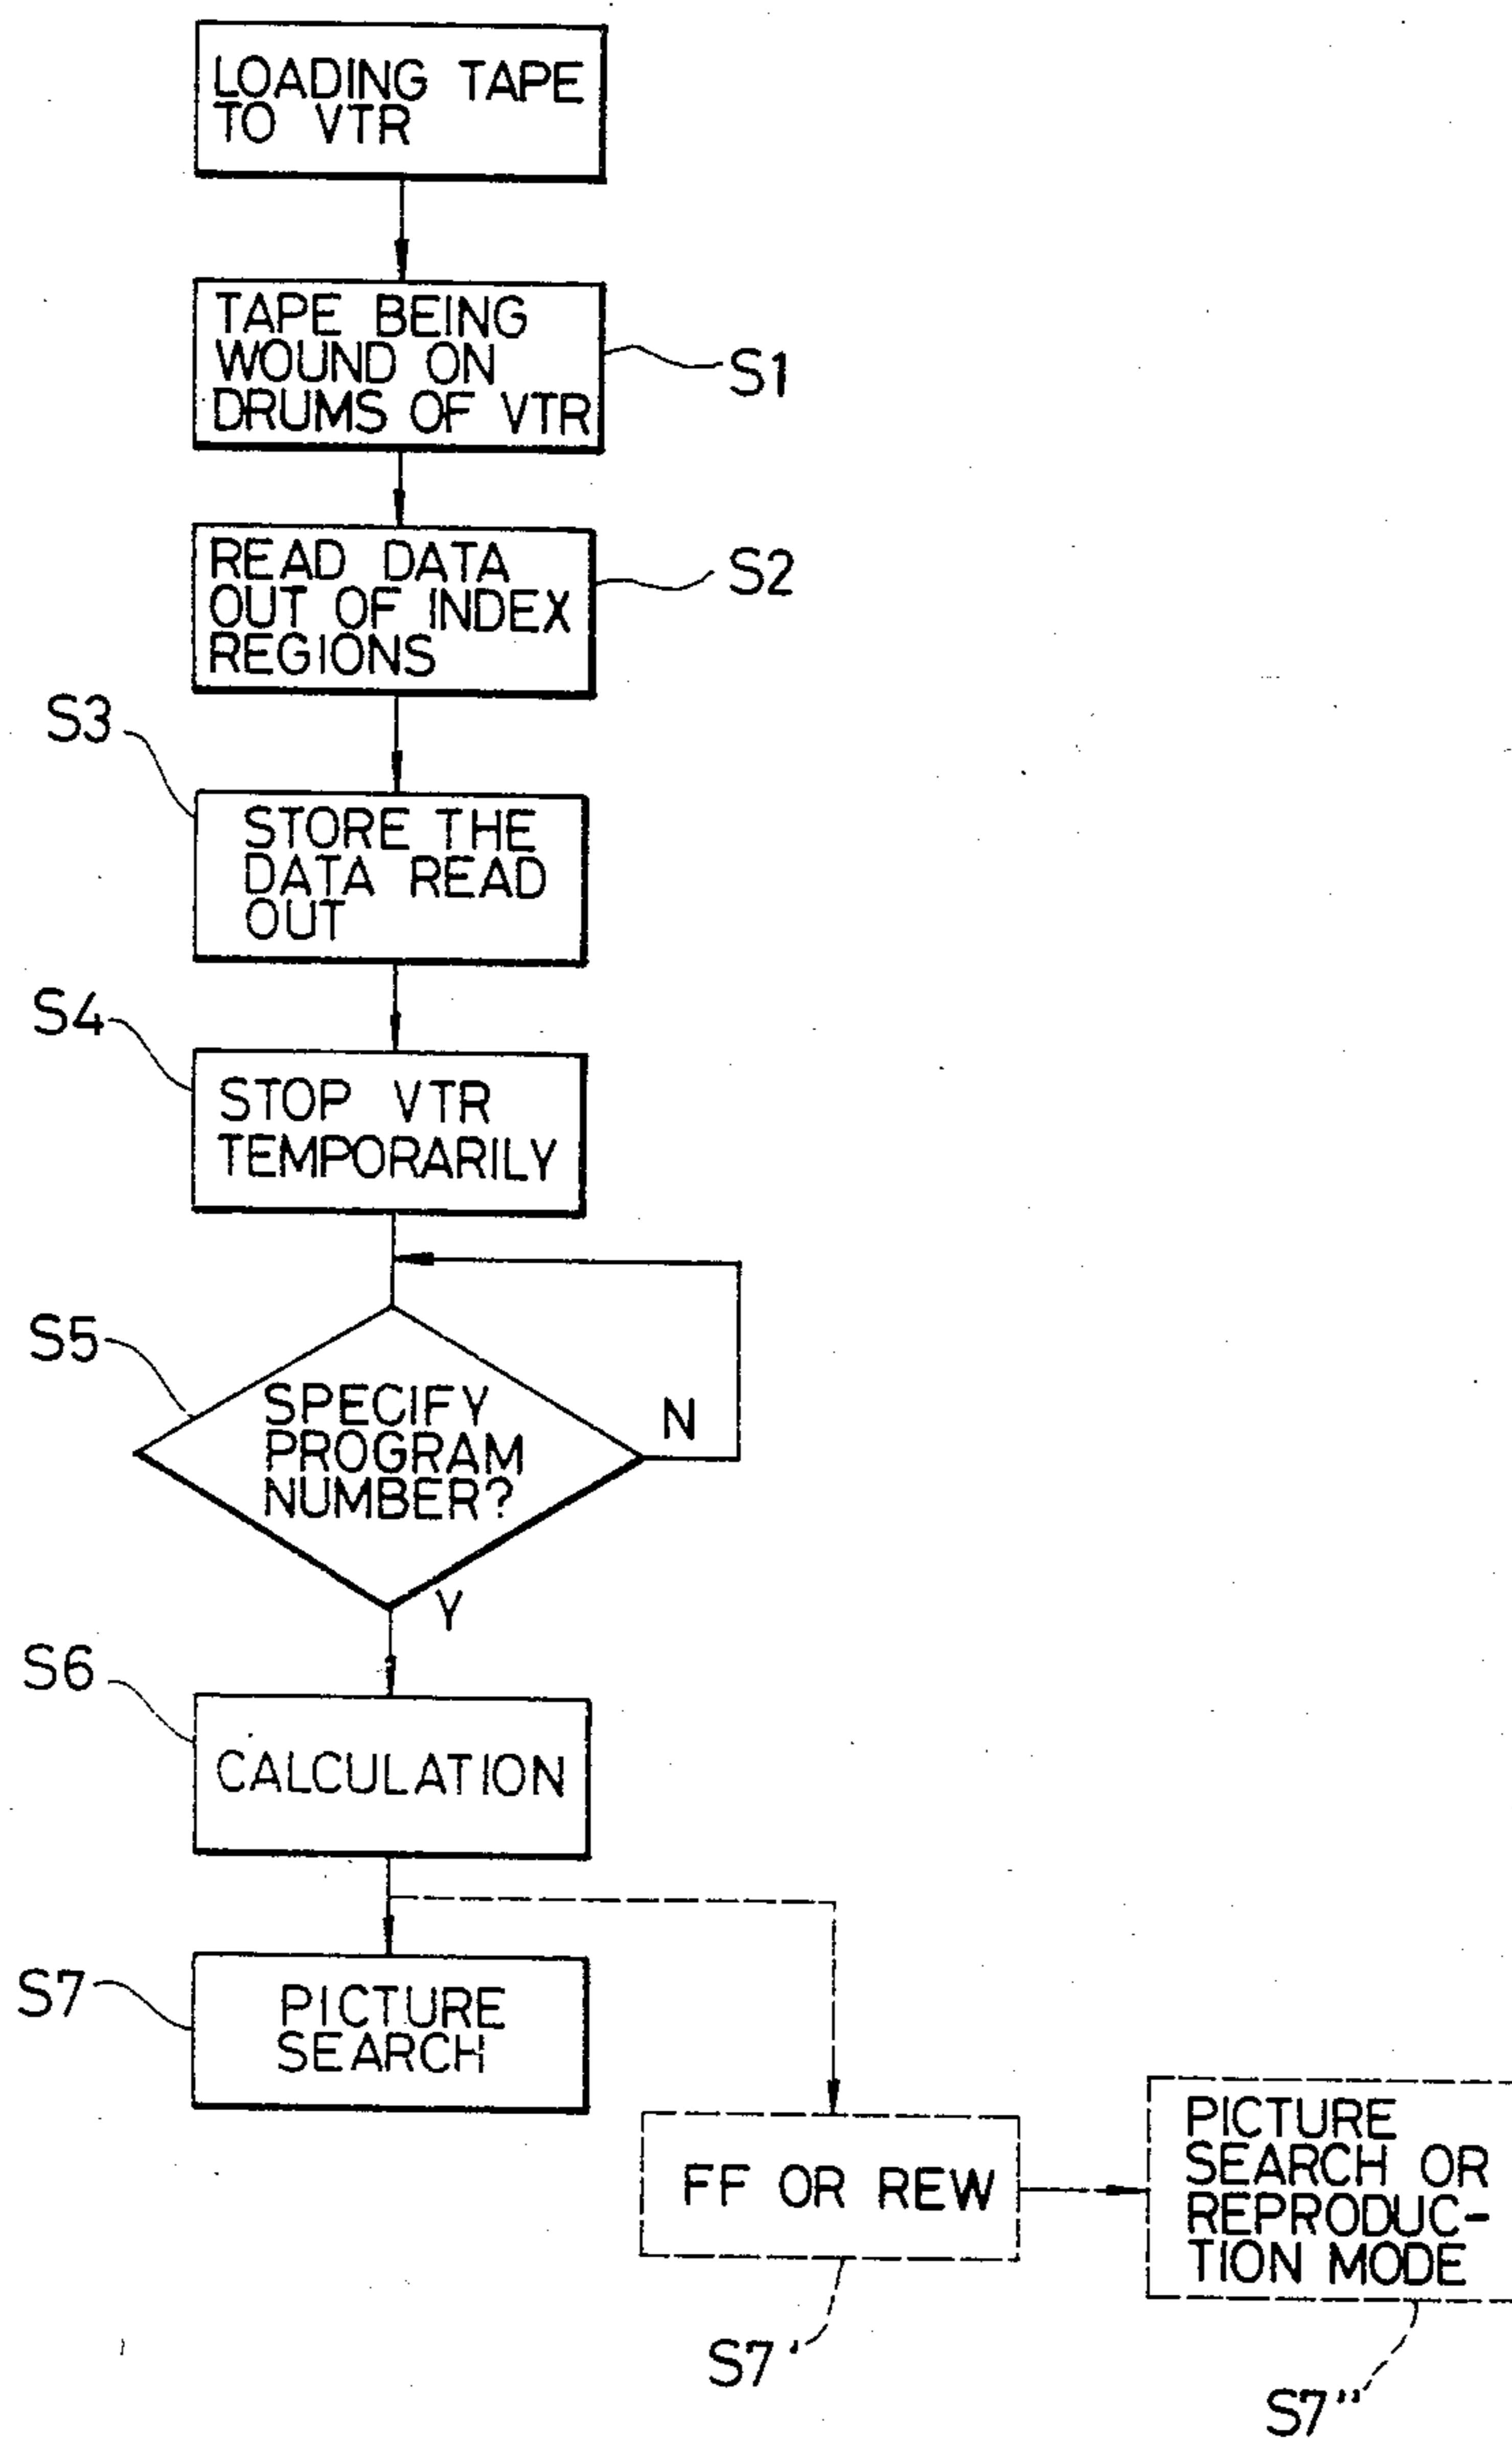 LOADING TAPE
TO VTR
TAPE BEING
WOUND ON
DRUMS OF VTR
S1
READ DATA
OUT OF INDEX
REGIONS
S2
S3
STORE THE
DATA READ
OUT
S4
STOP VTR
TEMPORARILY
S5
SPECIFY
PROGRAM
NUMBER?
N
Y
S6
CALCULATION
S7
PICTURE
SEARCH
FF OR REW
S7'
PICTURE
SEARCH OR
REPRODUC-
TION MODE
S7"